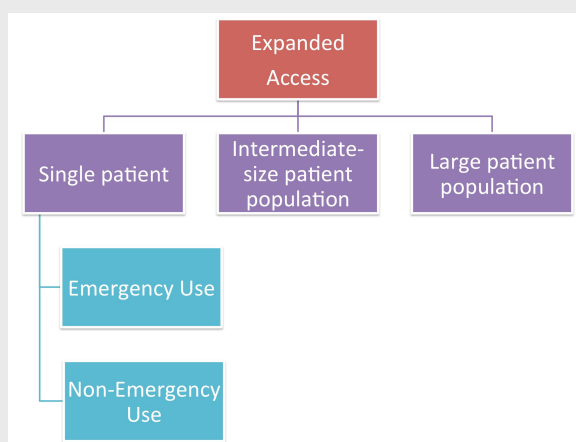 Expanded
Access
Single patient
Intermediate-
size patient
population
Large patient
population
Emergency Use
Non-Emergency
Use